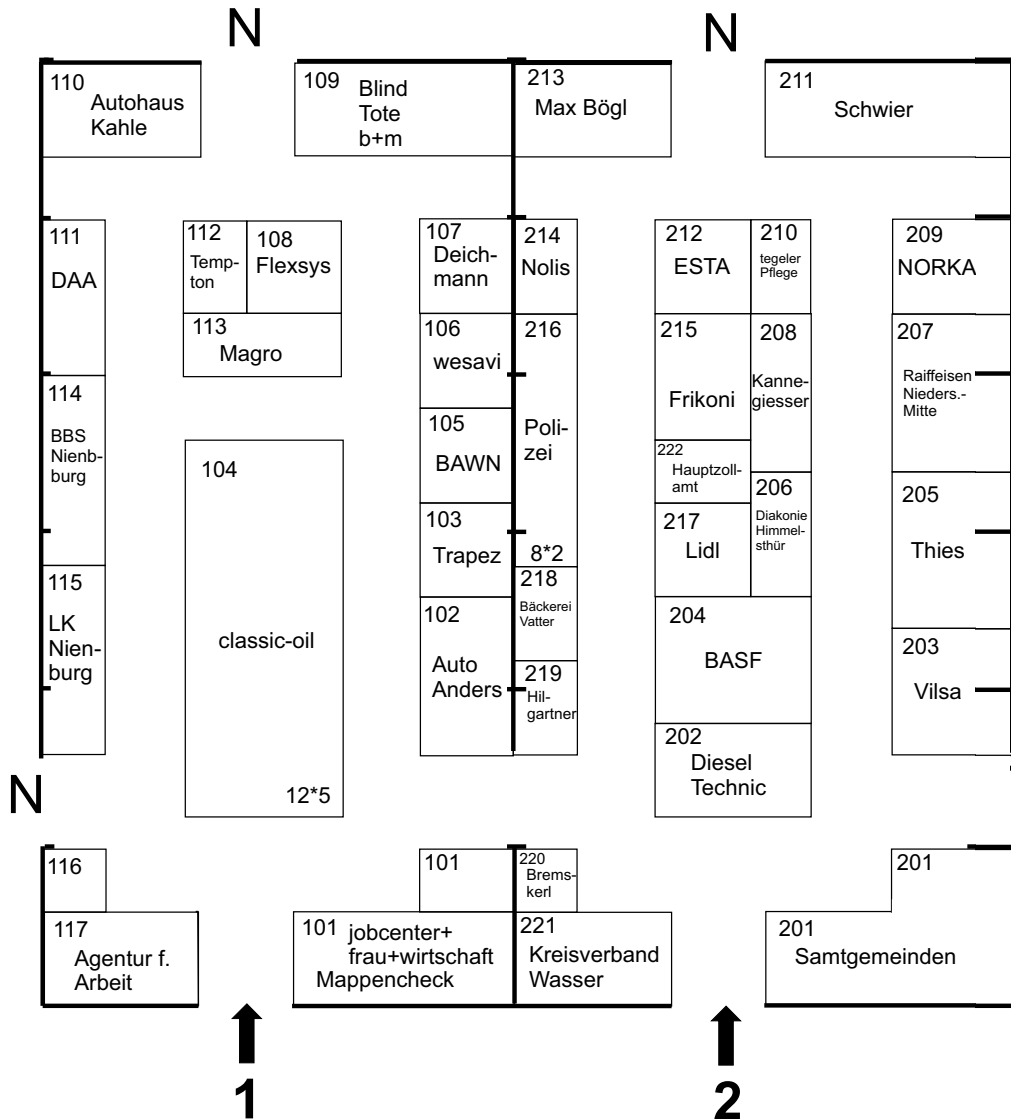 N
N
110
Autohaus
Kahle
109
Blind
Tote
b+m
213
Max Bögl
211
Schwier
111
DAA
112
Temp-
ton
108
Flexsys
113
Magro
107
Deich-
mann
214
Nolis
212
ESTA
210
tegeler
Pflege
209
NORKA
106
wesavi
216
Poli-
zei
8*2
215
Frikoni
208
Kanne-
giesser
207
Raiffeisen
Nieders.-
Mitte
114
BBS
Nienb-
burg
104
classic-oil
12*5
105
BAWN
222
Hauptzoll-
amt
206
Diakonie
Himmel-
sthür
205
Thies
103
Trapez
217
Lidl
115
LK
Nien-
burg
102
Auto
Anders
218
Bäckerei
Vatter
204
BASF
203
Vilsa
219
Hil-
gartner
202
Diesel
Technic
N
116
101
220
Brems-
kerl
201
117
Agentur f.
Arbeit
101
jobcenter+
frau+wirtschaft
Mappencheck
221
Kreisverband
Wasser
201
Samtgemeinden
1
2